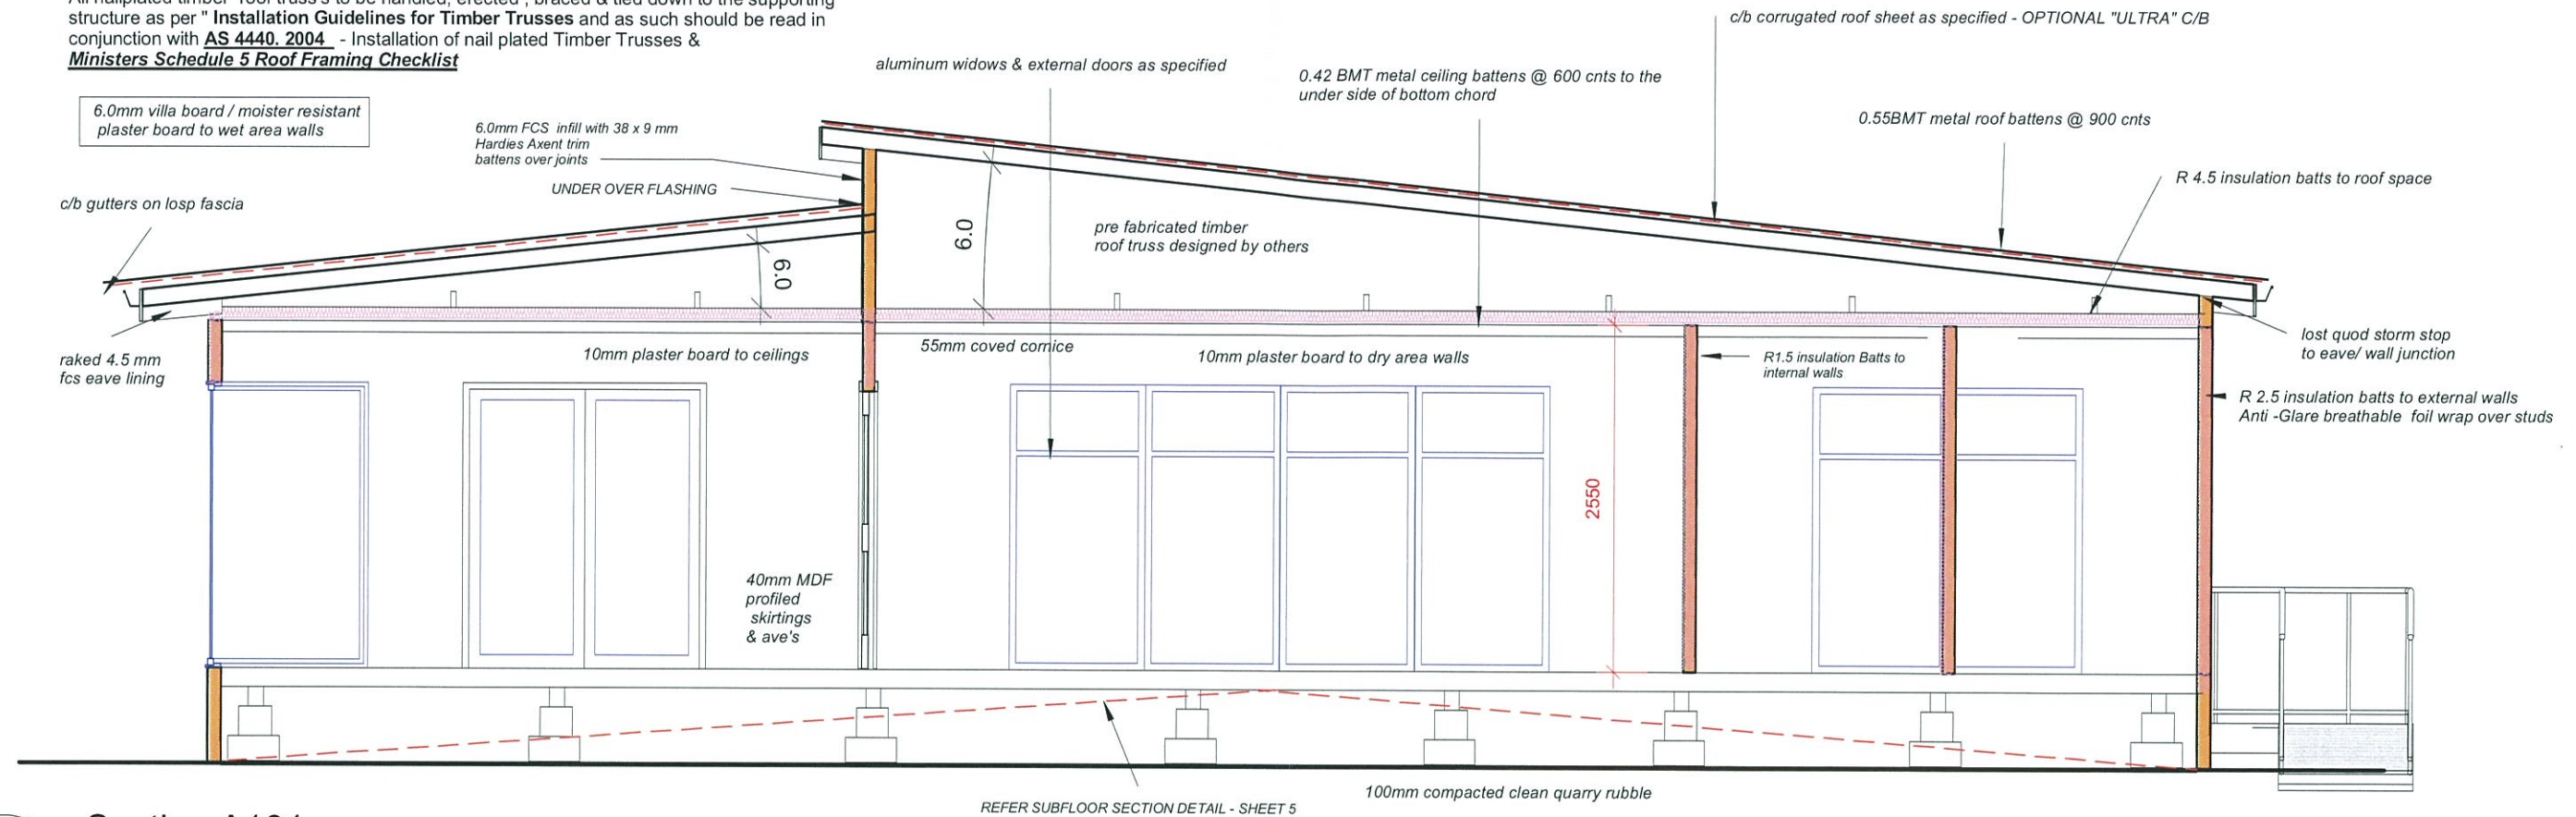 structure as per " Installation Guidelines for Timber Trusses and as such should be read in
conjunction with AS 4440. 2004 - Installation of nail plated Timber Trusses &
Ministers Schedule 5 Roof Framing Checklist
6.0mm villa board / moister resistant
plaster board to wet area walls
c/b gutters on losp fascia
6.0mm FCS infill with 38 x 9 mm
Hardies Axent trim
battens over joints
UNDER OVER FLASHING
aluminum widows & external doors as specified
0.42 BMT metal ceiling battens @ 600 cnts to the
under side of bottom chord
c/b corrugated roof sheet as specified - OPTIONAL "ULTRA" C/B
0.55BMT metal roof battens @ 900 cnts
R 4.5 insulation batts to roof space
6.0
6.0
pre fabricated timber
roof truss designed by others
raked 4.5 mm
fcs eave lining
10mm plaster board to ceilings
55mm coved cornice
10mm plaster board to dry area walls
R1.5 insulation Batts to
internal walls
lost quod storm stop
to eave/ wall junction
R 2.5 insulation batts to external walls
Anti -Glare breathable foil wrap over studs
2550
40mm MDF
profiled
skirtings
& ave's
REFER SUBFLOOR SECTION DETAIL - SHEET 5
100mm compacted clean quarry rubble